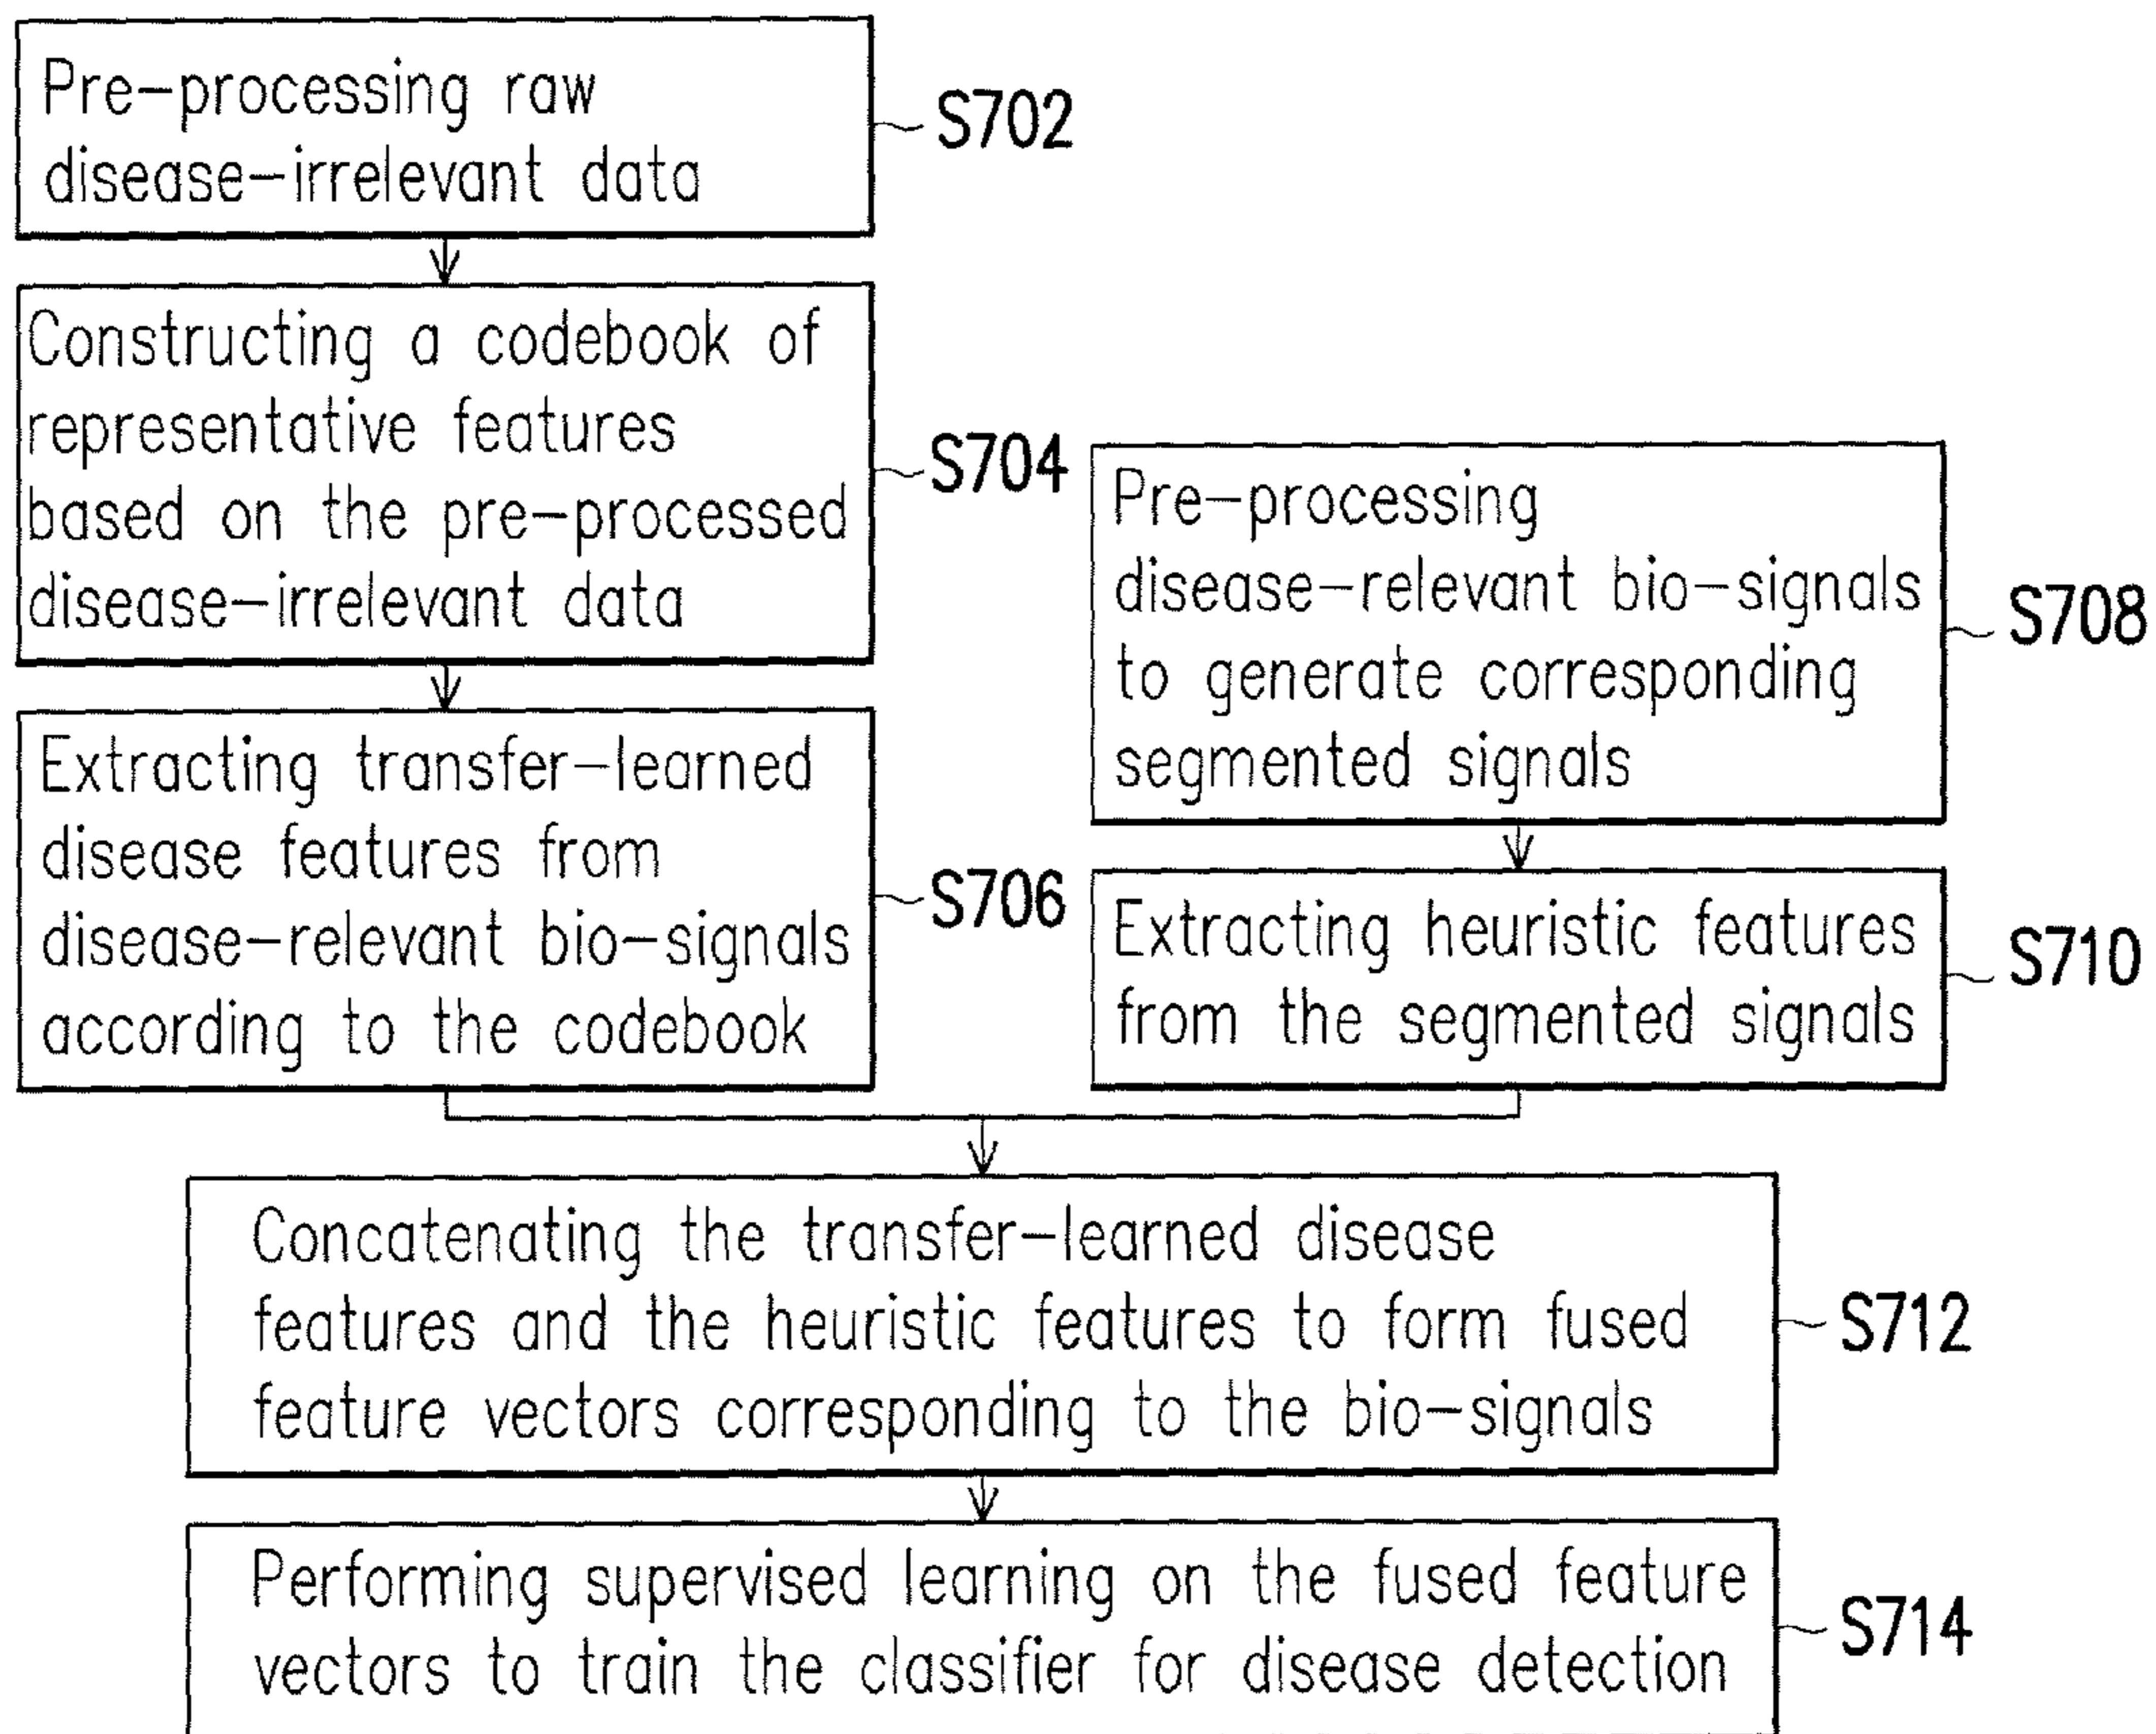 Pre-processing raw
disease-irrelevant data
S702
Constructing a codebook of
representative features
based on the pre-processed
disease-irrelevant data
S704
Extracting transfer-learned
disease features from
disease-relevant bio-signals
according to the codebook
S706
Pre-processing
disease-relevant bio-signals
to generate corresponding
segmented signals
S708
Extracting heuristic features
from the segmented signals
S710
Concatenating the transfer-learned disease
features and the heuristic features to form fused
feature vectors corresponding to the bio-signals
S712
Performing supervised learning on the fused feature
vectors to train the classifier for disease detection
S714